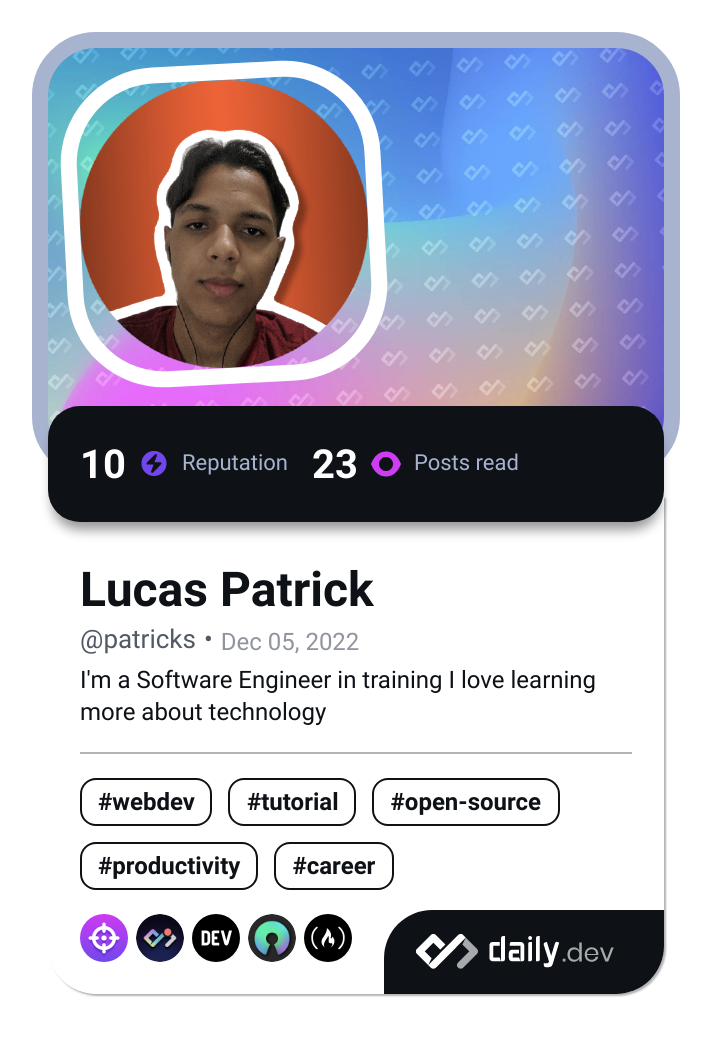 10 Reputation 23 Posts read
Lucas Patrick
@patricks • Dec 05, 2022
I'm a Software Engineer in training I love learning
more about technology
#webdev #tutorial #open-source
#productivity #career
DEV
daily.dev